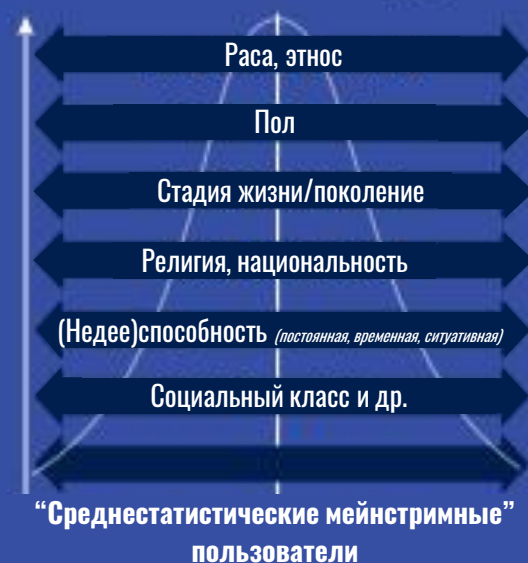 Раса, этнос
Пол
Стадия жизни/поколение
Религия, национальность
(Недее)способность (постоянная, временная, ситуативная)
Социальный класс и др.
“Среднестатистические мейнстримные”
пользователи